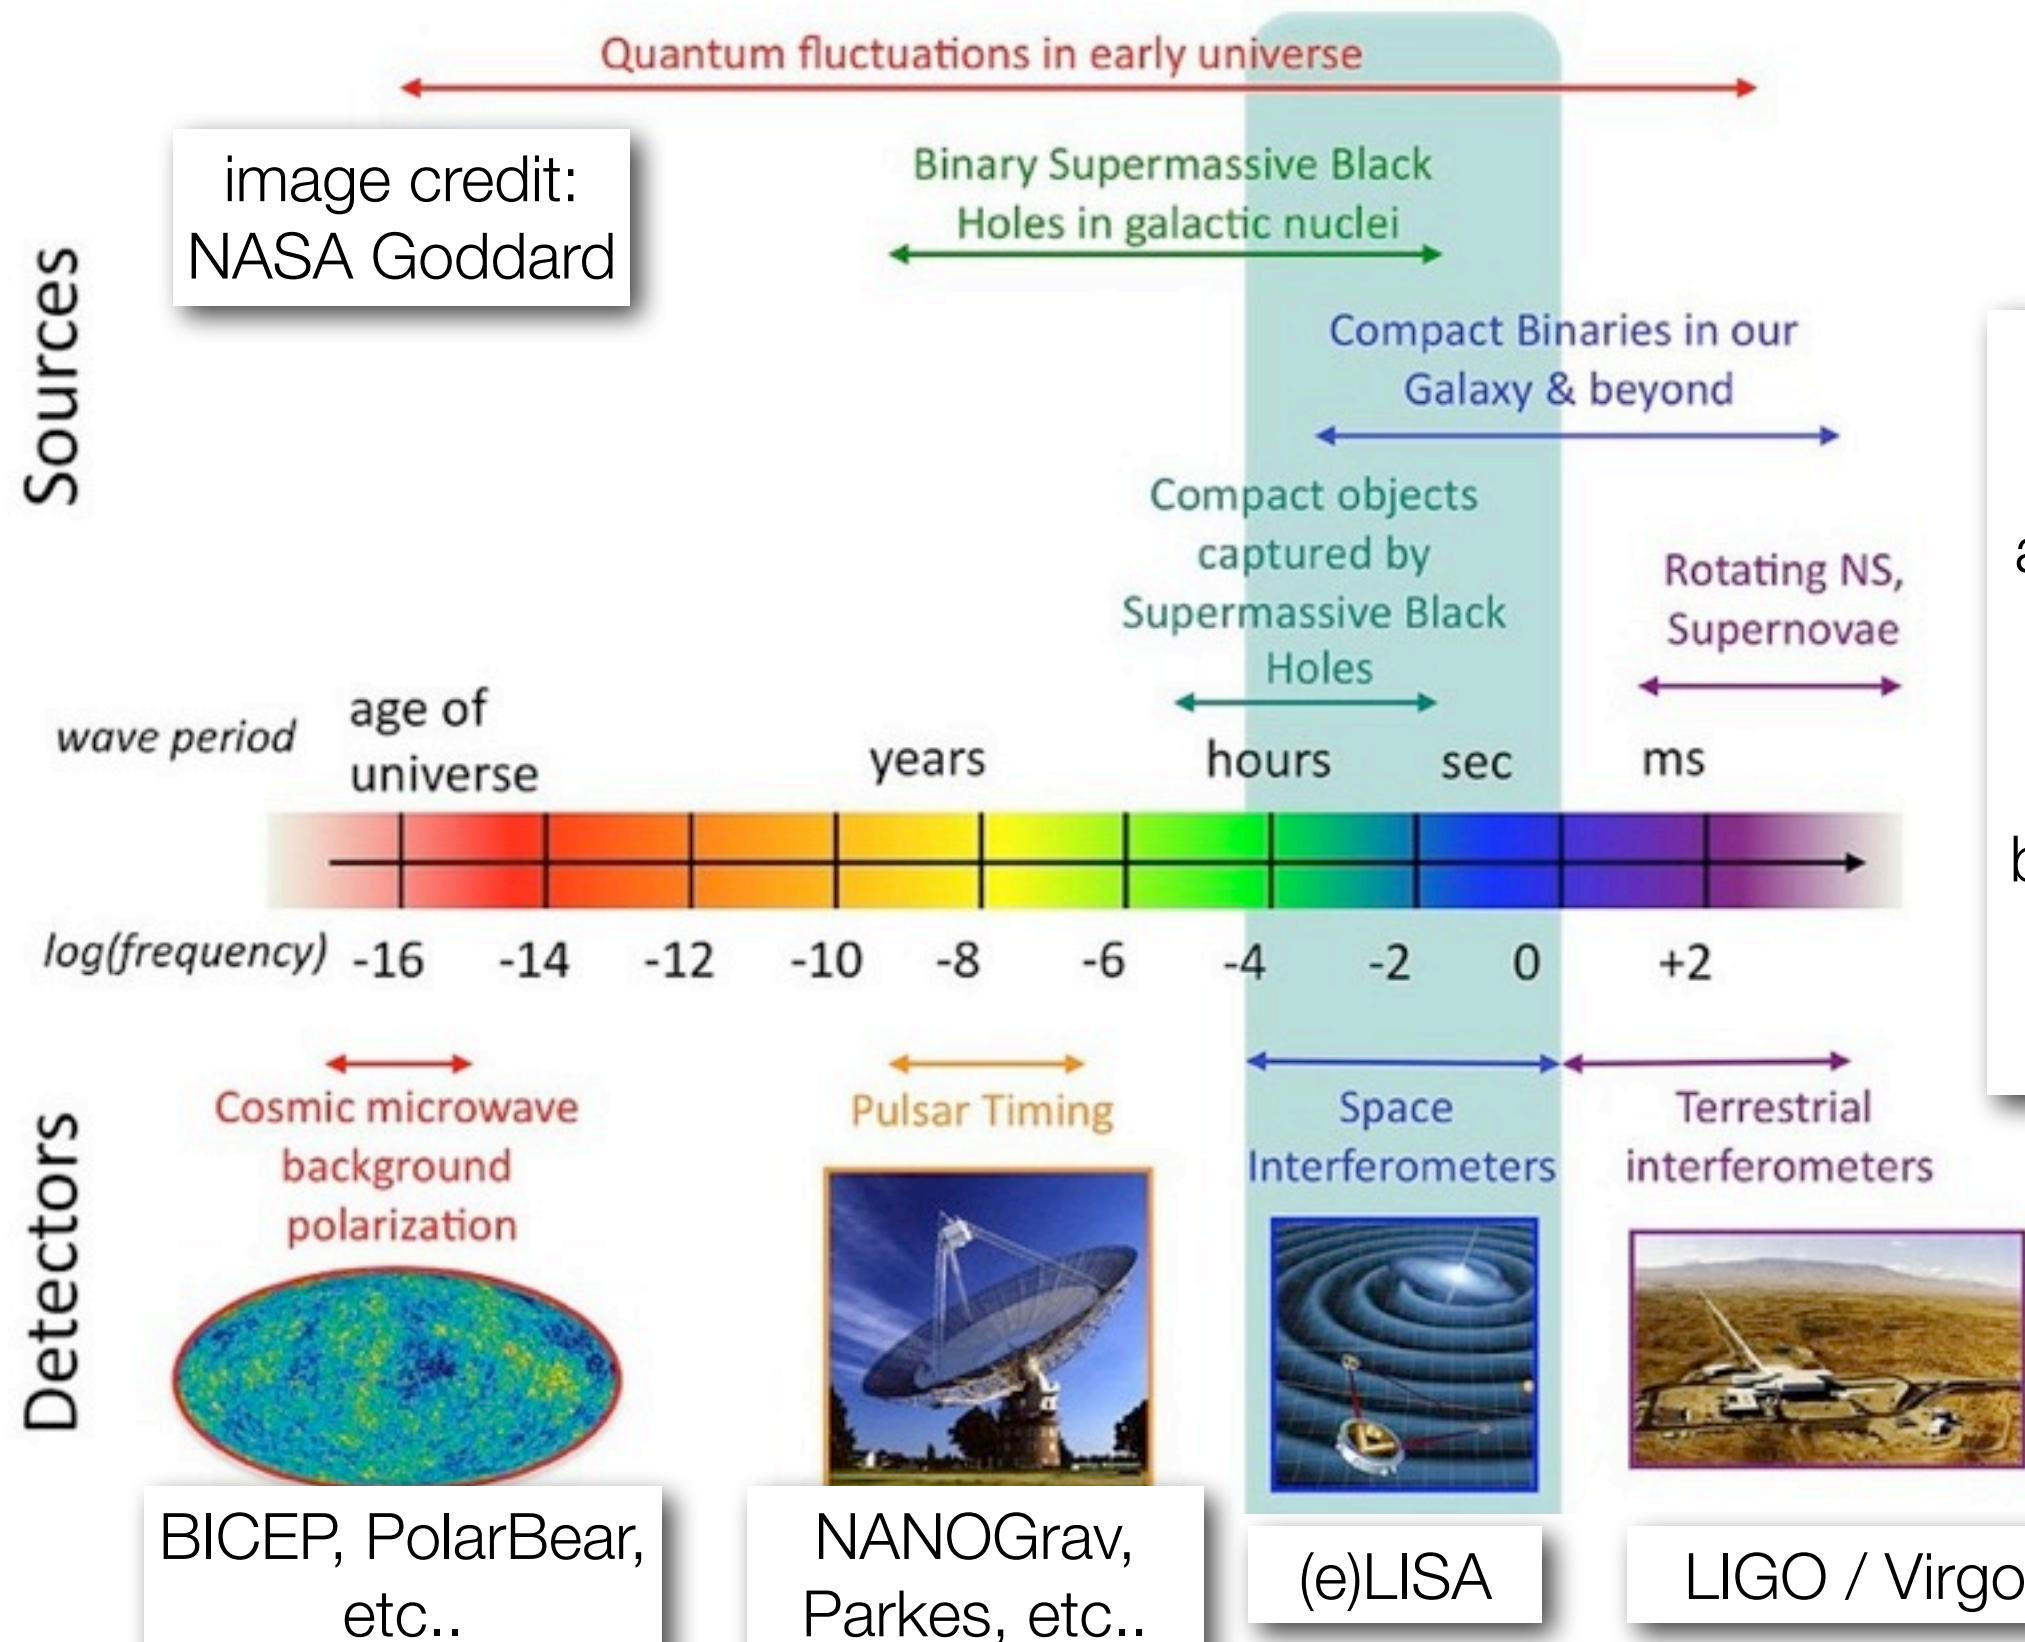 Quantum fluctuations in early universe
image credit:
NASA Goddard
Binary Supermassive Black
Holes in galactic nuclei
Sources
Compact Binaries in our
Galaxy & beyond
Compact objects
captured by
Supermassive Black
Holes
Rotating NS,
Supernovae
wave period
age of
universe
years
hours
sec
ms
log(frequency)
-16
-14
-12
-10
-8
-6
-4
-2
0
+2
Detectors
Cosmic microwave
background
polarization
Pulsar Timing
Space
Interferometers
Terrestrial
interferometers
BICEP, PolarBear,
etc..
NANOGrav,
Parkes, etc..
(e)LISA
LIGO / Virgo